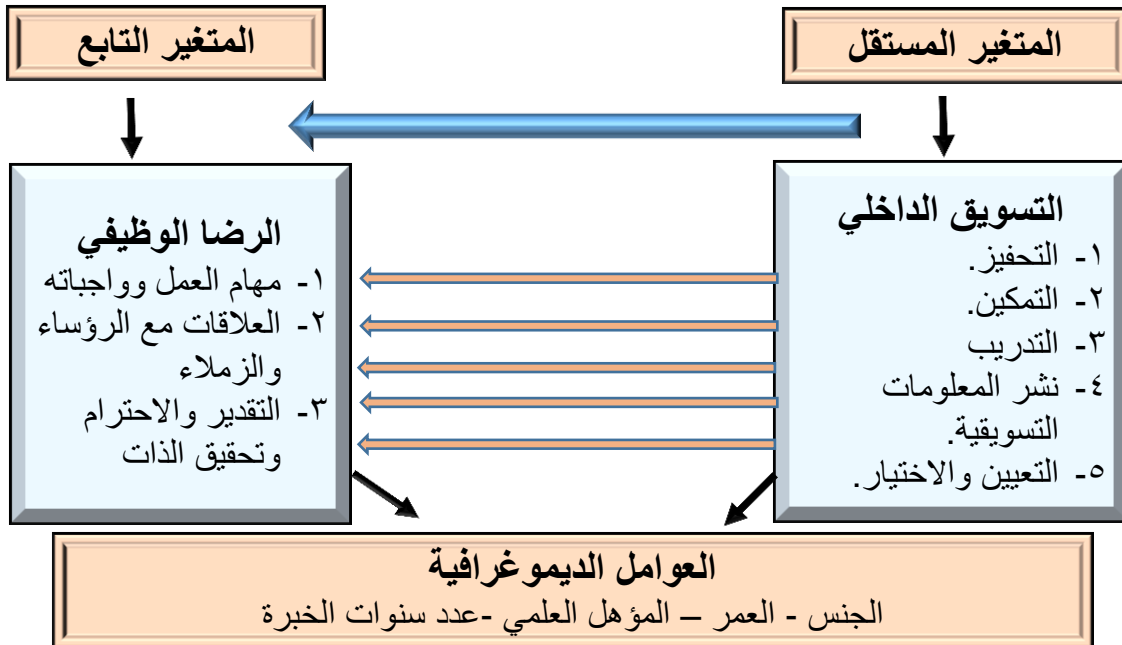 المتغير المستقل
المتغير التابع
التسويق الداخلي
١- التحفيز.
٢- التمكين.
٣- التدريب
٤- نشر المعلومات
التسويقية.
٥- التعيين والاختيار.
الرضا الوظيفي
١- مهام العمل وواجباته
٢- العلاقات مع الرؤساء
والزملاء
٣- التقدير والاحترام
وتحقيق الذات
العوامل الديموغرافية
الجنس - العمر – المؤهل العلمي -عدد سنوات الخبرة